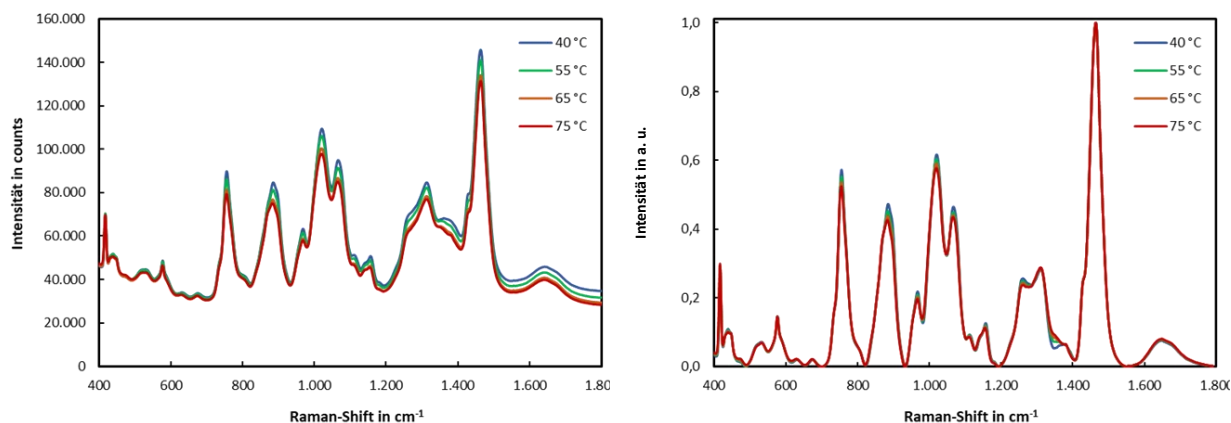 160.000
140.000
120.000
100.000
80.000
60.000
40.000
20.000
0
Intensität in counts
400 600 800 1.000 1.200 1.400 1.600 1.80
Raman-Shift in cm⁻¹
40 °C
55 °C
65 °C
75 °C
1,0
0,8
0,6
0,4
0,2
0,0
Intensität in a. u.
400 600 800 1.000 1.200 1.400 1.600 1.800
Raman-Shift in cm⁻¹
40 °C
55 °C
65 °C
75 °C